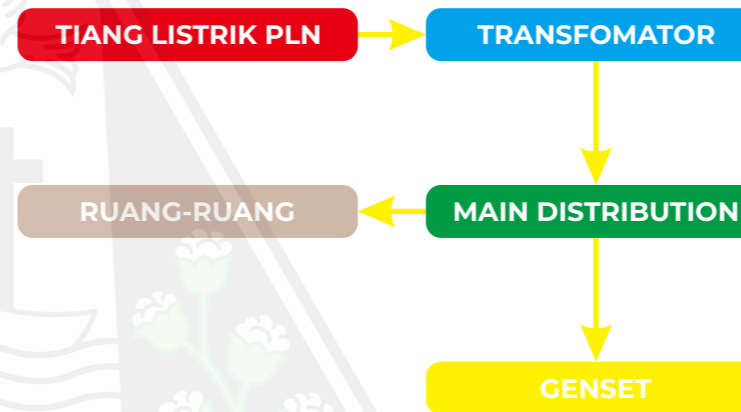 TIANG LISTRIK PLN
TRANSFOMATOR
RUANG-RUANG
MAIN DISTRIBUTION
GENSET